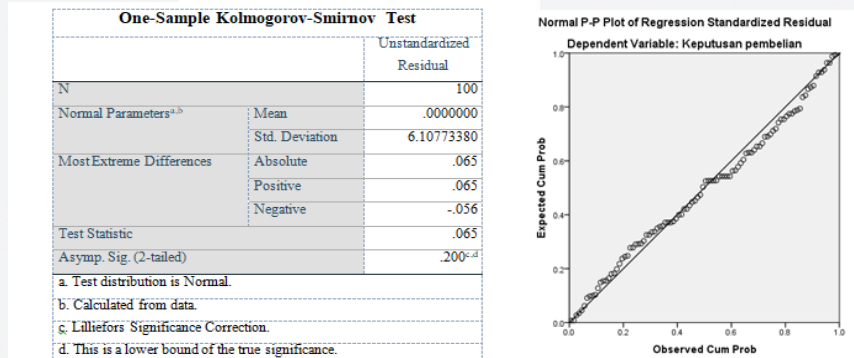 One-Sample Kolmogorov-Smirnov Test
Unstandardized
Residual
N 100
Normal Parametersa,b Mean .0000000
Std. Deviation 6.10773380
Most Extreme Differences Absolute .065
Positive .065
Negative -.056
Test Statistic .065
Asymp. Sig. (2-tailed) .200c,d
a. Test distribution is Normal.
b. Calculated from data.
c. Lilliefors Significance Correction.
d. This is a lower bound of the true significance.
Normal P-P Plot of Regression Standardized Residual
Dependent Variable: Keputusan pembelian
Expected Cum Prob
1.0
0.8
0.6
0.4
0.2
0.0
0.0 0.2 0.4 0.6 0.8 1.0
Observed Cum Prob